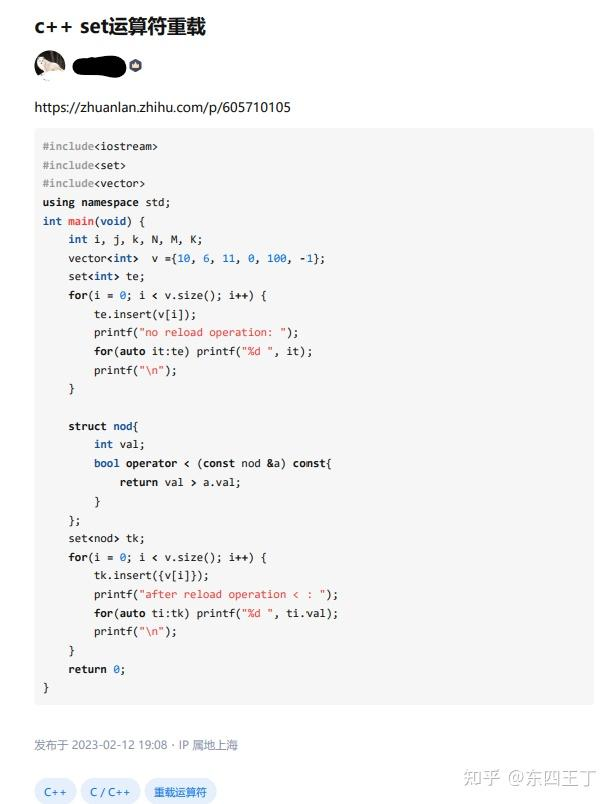 c++ set运算符重载
https://zhuanlan.zhihu.com/p/605710105
#include<iostream>
#include<set>
#include<vector>
using namespace std;
int main(void) {
    int i, j, k, N, M, K;
    vector<int>  v ={10, 6, 11, 0, 100, -1};
    set<int> te;
    for(i = 0; i < v.size(); i++) {
        te.insert(v[i]);
        printf("no reload operation: ");
        for(auto it:te) printf("%d ", it);
        printf("\n");
    }

    struct nod{
        int val;
        bool operator < (const nod &a) const{
            return val > a.val;
        }
    };
    set<nod> tk;
    for(i = 0; i < v.size(); i++) {
        tk.insert({v[i]});
        printf("after reload operation < : ");
        for(auto ti:tk) printf("%d ", ti.val);
        printf("\n");
    }
    return 0;
}
发布于 2023-02-12 19:08 · IP 属地上海
C++ C / C++ 重载运算符
知乎 @东四王丁